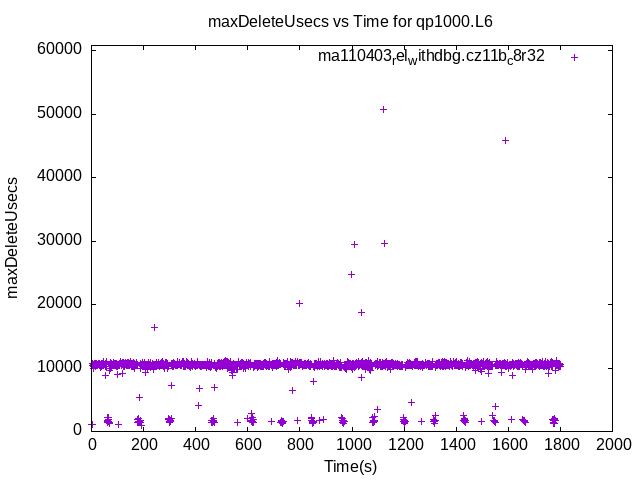 maxDeleteUsecs vs Time for qp1000.L6
ma110403relwithdbg.cz11bc8r32
60000
50000
40000
30000
20000
10000
0
maxDeleteUsecs
0 200 400 600 800 1000 1200 1400 1600 1800 2000
Time(s)